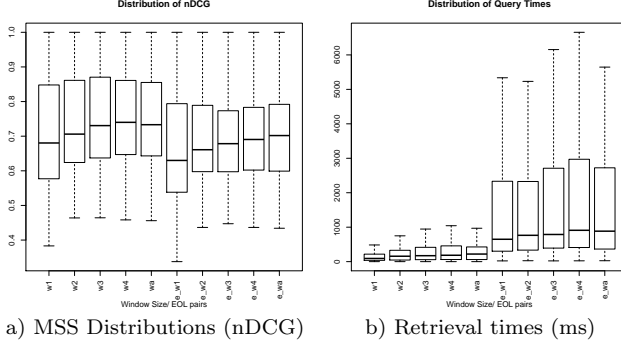 Distribution of nDCG
1.0
0.9
0.8
0.7
0.6
0.5
0.4
w1
w2
w3
w4
wa
e_w1
e_w2
e_w3
e_w4
e_wa
Window Size/ EOL pairs
a) MSS Distributions (nDCG)
Distribution of Query Times
6000
5000
4000
3000
2000
1000
0
w1
w2
w3
w4
wa
e_w1
e_w2
e_w3
e_w4
e_wa
Window Size/ EOL pairs
b) Retrieval times (ms)